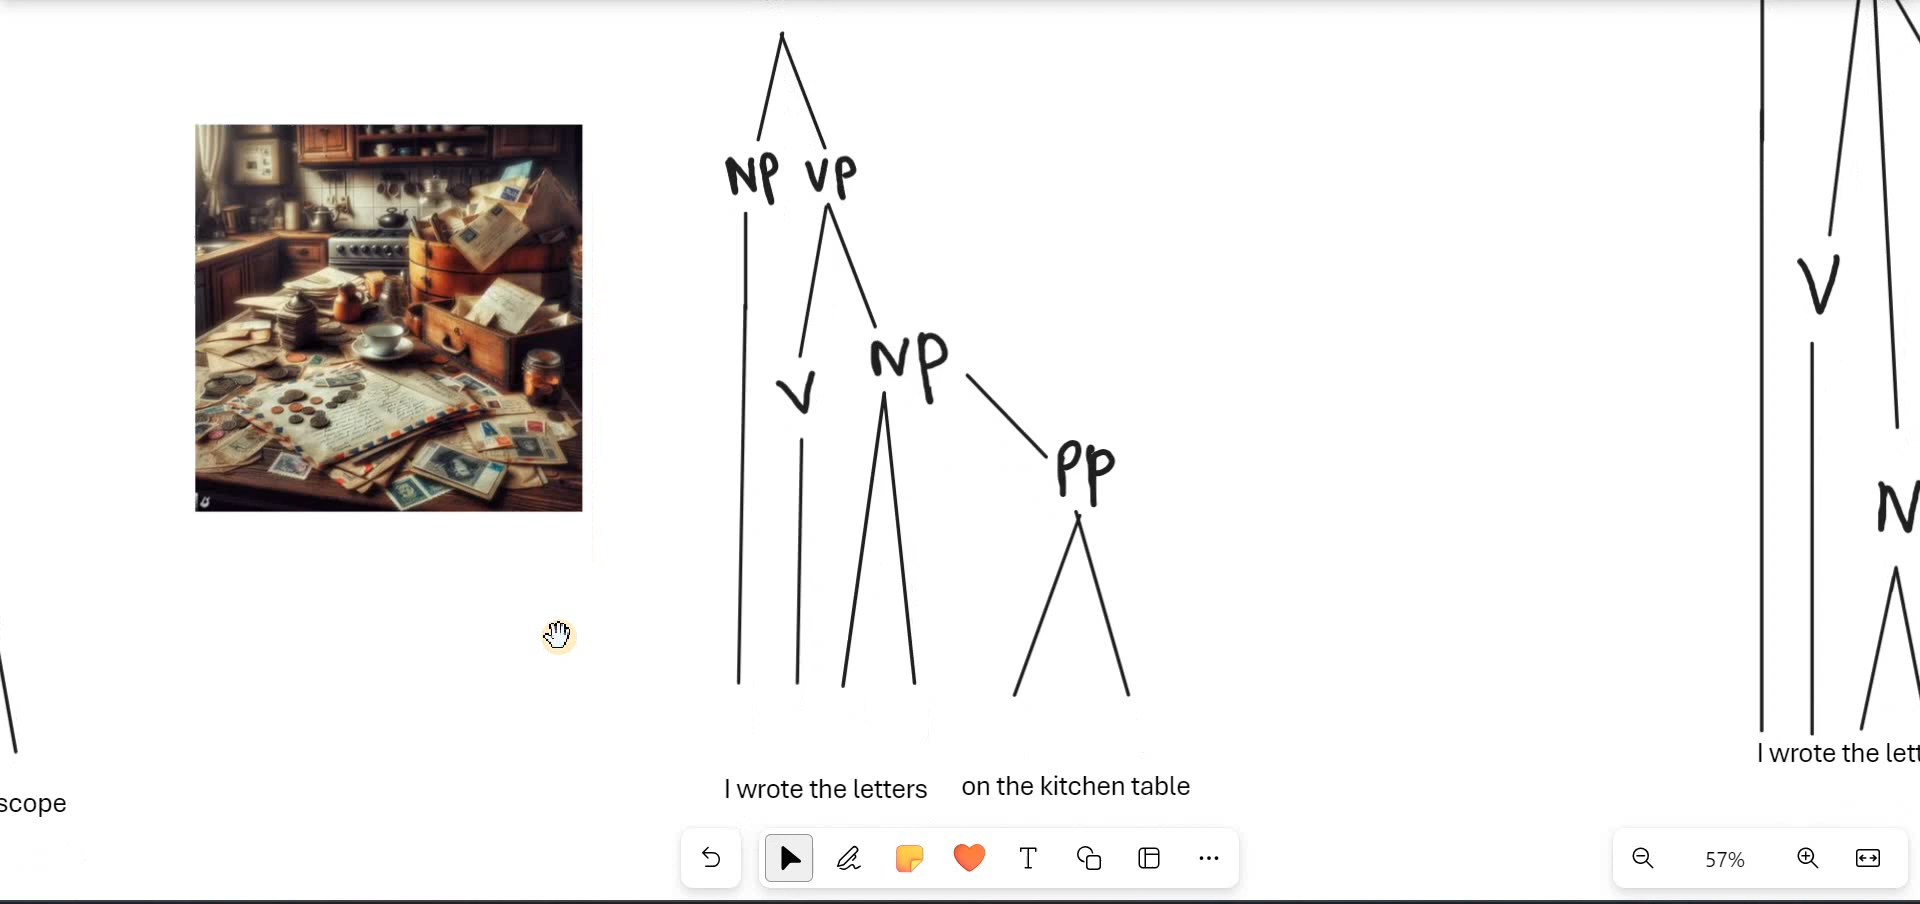 NP VP
V NP
PP
V
N
I wrote the letters on the kitchen table
I wrote the lett
scope
57%
T